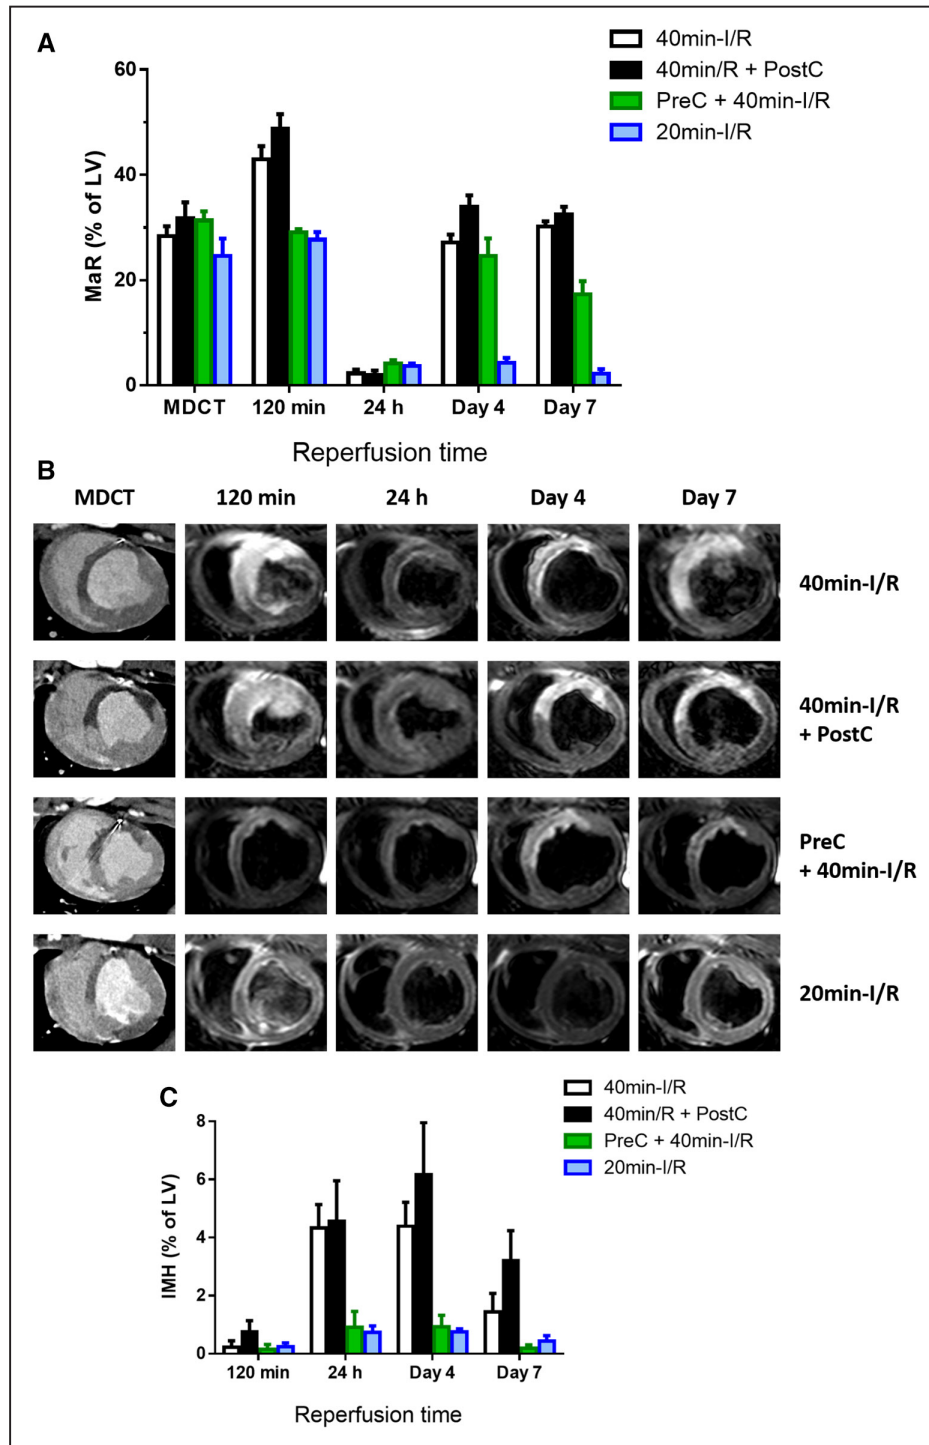 A
40min-I/R
40min/R + PostC
PreC + 40min-I/R
20min-I/R
60
40
20
0
MaR (% of LV)
MDCT 120 min 24 h Day 4 Day 7
Reperfusion time
B
MDCT 120 min 24 h Day 4 Day 7
40min-I/R
40min-I/R
+ PostC
PreC
+ 40min-I/R
20min-I/R
C
40min-I/R
40min/R + PostC
PreC + 40min-I/R
20min-I/R
8
6
4
2
0
IMH (% of LV)
120 min 24 h Day 4 Day 7
Reperfusion time